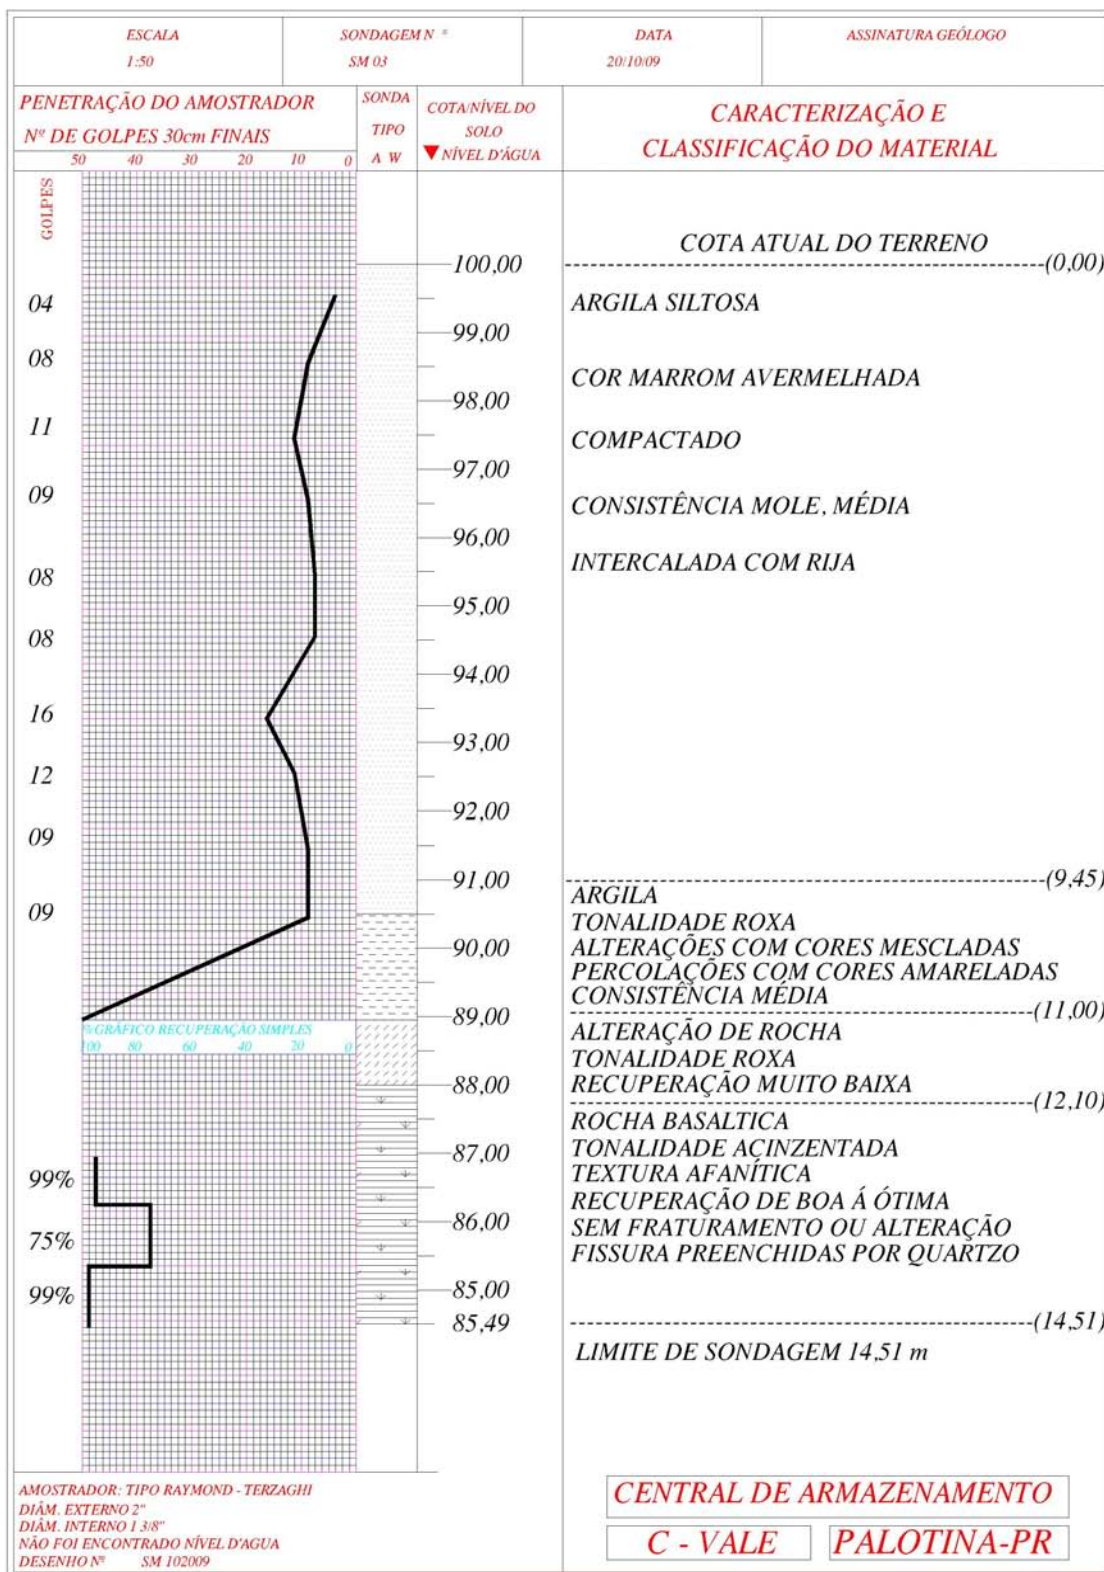 ESCALA
1:50
SONDAGEM N º
SM 03
DATA
20/10/09
ASSINATURA GEÓLOGO
PENETRAÇÃO DO AMOSTRADOR
Nº DE GOLPES 30cm FINAIS
50 40 30 20 10 0
SONDA
TIPO
A W
COTA/NÍVEL DO
SOLO
NÍVEL D'ÁGUA
CARACTERIZAÇÃO E
CLASSIFICAÇÃO DO MATERIAL
GOLPES
04
08
11
09
08
08
16
12
09
09
%GRÁFICO RECUPERAÇÃO SIMPLES
100 80 60 40 20 0
99%
75%
99%
100,00
99,00
98,00
97,00
96,00
95,00
94,00
93,00
92,00
91,00
90,00
89,00
88,00
87,00
86,00
85,00
85,49
COTA ATUAL DO TERRENO
(0,00)
ARGILA SILTOSA
COR MARROM AVERMELHADA
COMPACTADO
CONSISTÊNCIA MOLE, MÉDIA
INTERCALADA COM RIJA
(9,45)
ARGILA
TONALIDADE ROXA
ALTERAÇÕES COM CORES MESCLADAS
PERCOLAÇÕES COM CORES AMARELADAS
CONSISTÊNCIA MÉDIA
(11,00)
ALTERAÇÃO DE ROCHA
TONALIDADE ROXA
RECUPERAÇÃO MUITO BAIXA
(12,10)
ROCHA BASALTICA
TONALIDADE ACINZENTADA
TEXTURA AFANÍTICA
RECUPERAÇÃO DE BOA Á ÓTIMA
SEM FRATURAMENTO OU ALTERAÇÃO
FISSURA PREENCHIDAS POR QUARTZO
(14,51)
LIMITE DE SONDAGEM 14,51 m
AMOSTRADOR: TIPO RAYMOND - TERZAGHI
DIÂM. EXTERNO 2"
DIÂM. INTERNO 1 3/8"
NÃO FOI ENCONTRADO NÍVEL D'AGUA
DESENHO Nº SM 102009
CENTRAL DE ARMAZENAMENTO
C - VALE
PALOTINA-PR